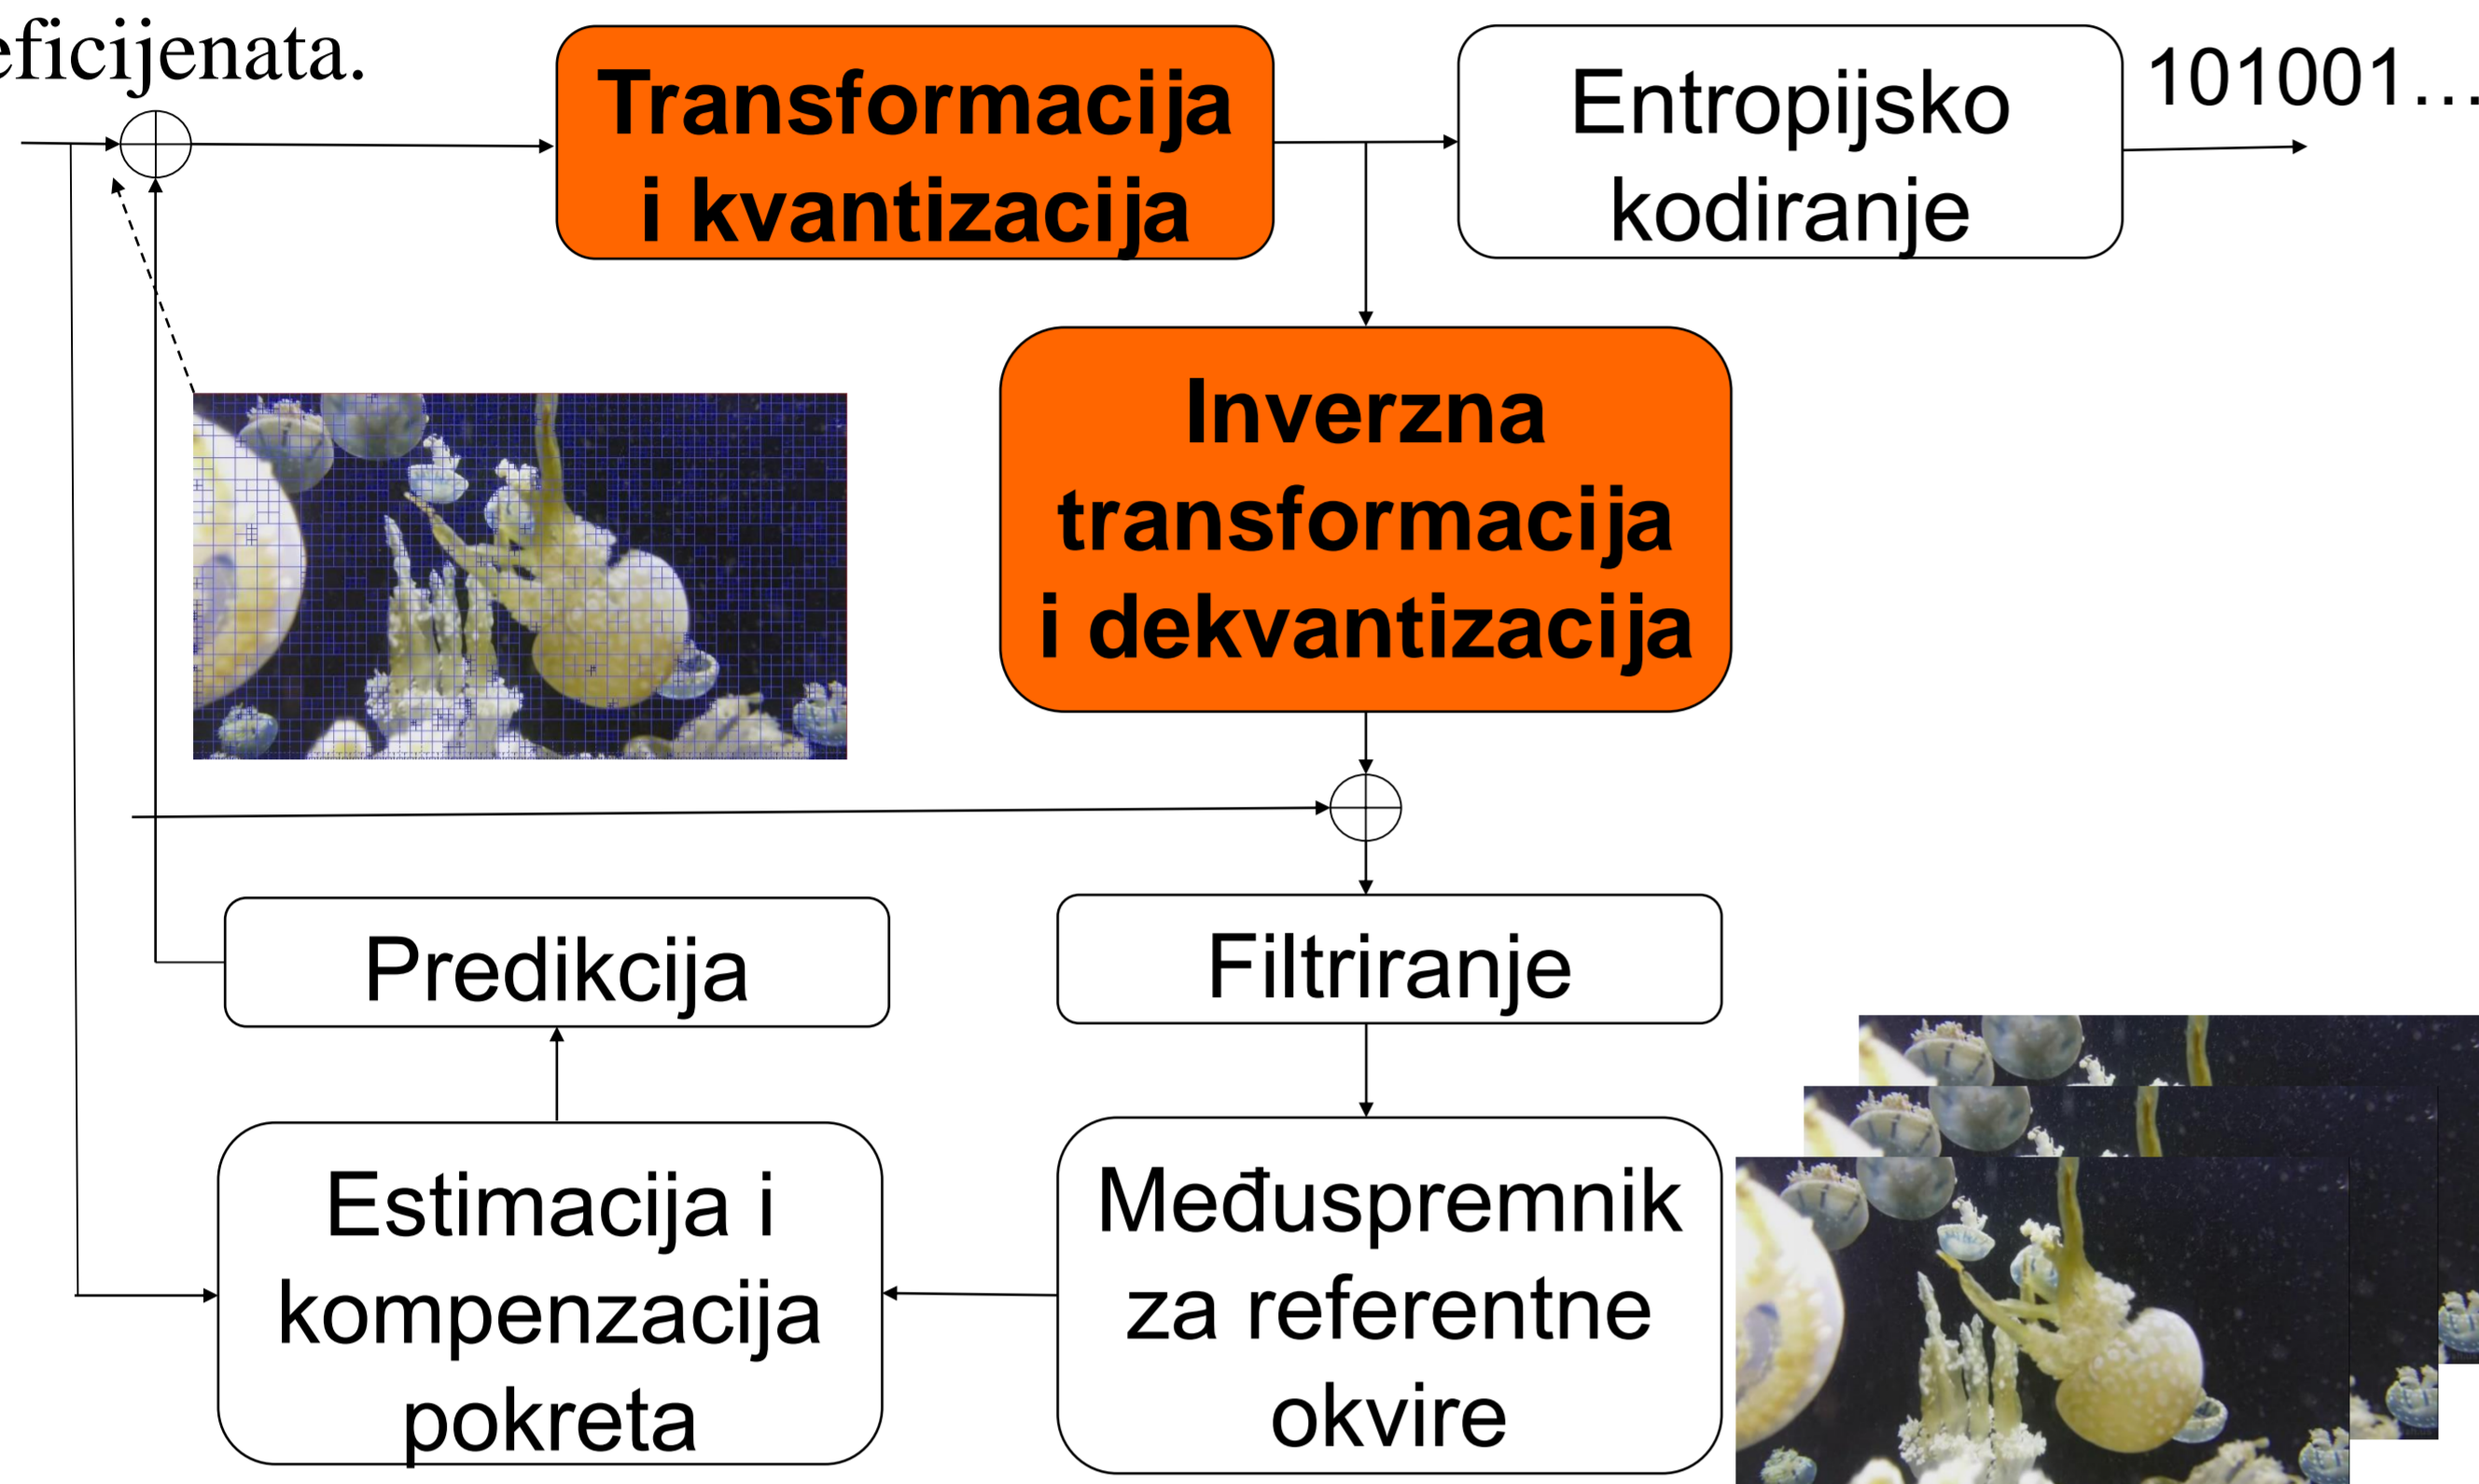 eficijenata.
Transformacija
i kvantizacija
Entropijsko
kodiranje
101001...
Inverzna
transformacija
i dekvantizacija
Predikcija
Filtriranje
Estimacija i
kompenzacija
pokreta
Međuspremnik
za referentne
okvire